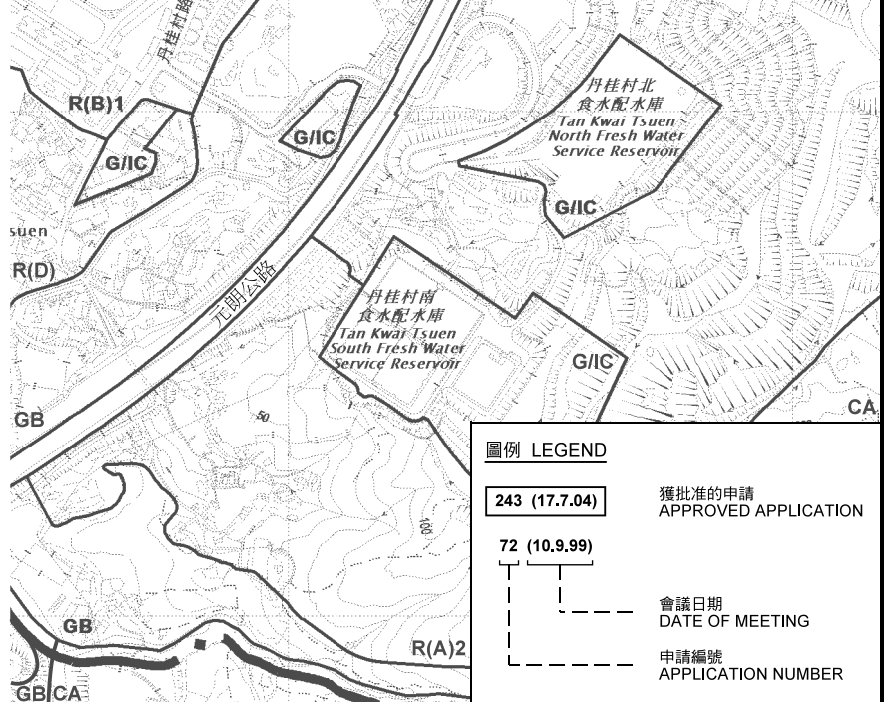 丹桂村路
R(B)1
G/IC
G/IC
丹桂村北
食水配水庫
Tan Kwai Tsuen
North Fresh Water
Service Reservoir
G/IC
suen
R(D)
元朗公路
丹桂村南
食水配水庫
Tan Kwai Tsuen
South Fresh Water
Service Reservoir
G/IC
GB
50
CA
100
圖例 LEGEND
243 (17.7.04)
獲批准的申請
APPROVED APPLICATION
72 (10.9.99)
會議日期
DATE OF MEETING
申請編號
APPLICATION NUMBER
GB
R(A)2
GB
CA